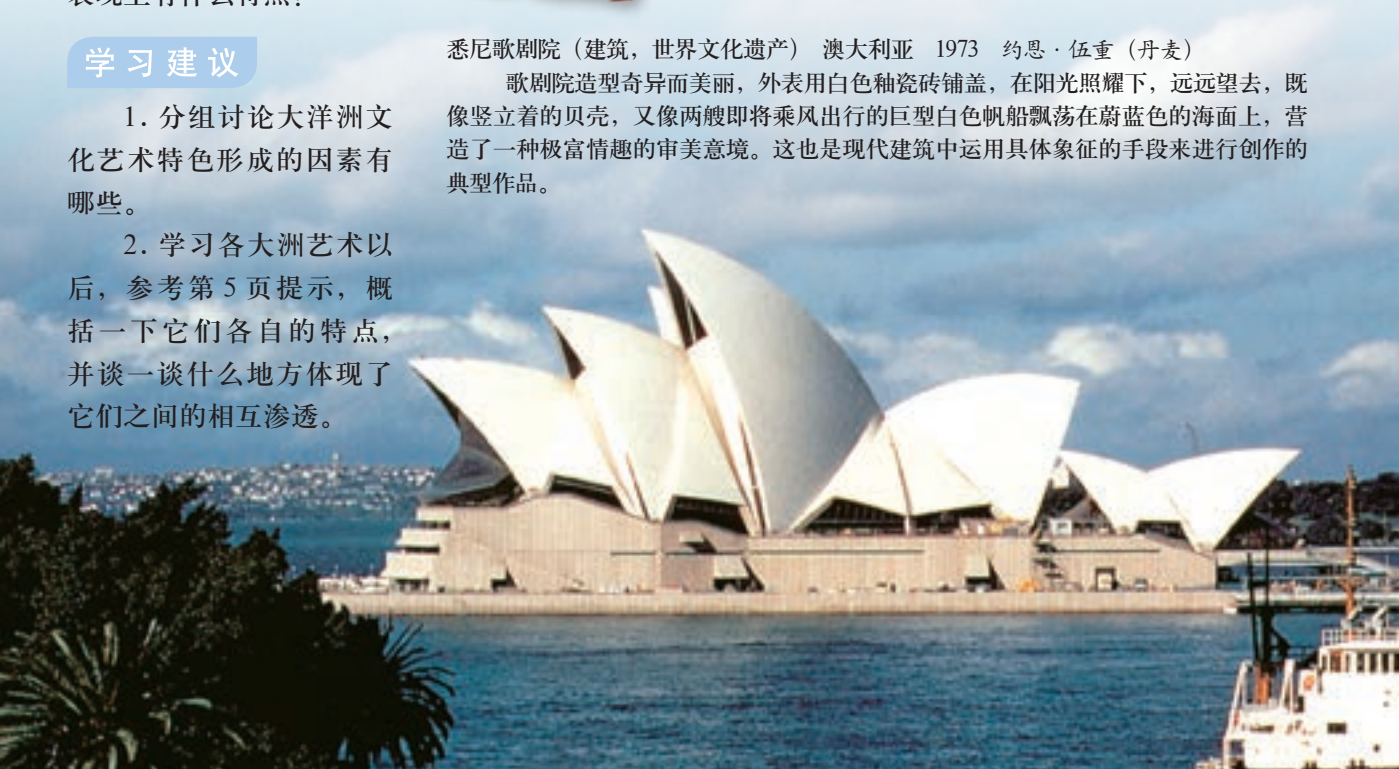 学习建议
1. 分组讨论大洋洲文
化艺术特色形成的因素有
哪些。
2. 学习各大洲艺术以
后，参考第 5 页提示，概
括一下它们各自的特点，
并谈一谈什么地方体现了
它们之间的相互渗透。
悉尼歌剧院（建筑，世界文化遗产） 澳大利亚 1973 约恩·伍重（丹麦）
歌剧院造型奇异而美丽，外表用白色釉瓷砖铺盖，在阳光照耀下，远远望去，既
像竖立着的贝壳，又像两艘即将乘风出行的巨型白色帆船飘荡在蔚蓝色的海面上，营
造了一种极富情趣的审美意境。这也是现代建筑中运用具体象征的手段来进行创作的
典型作品。